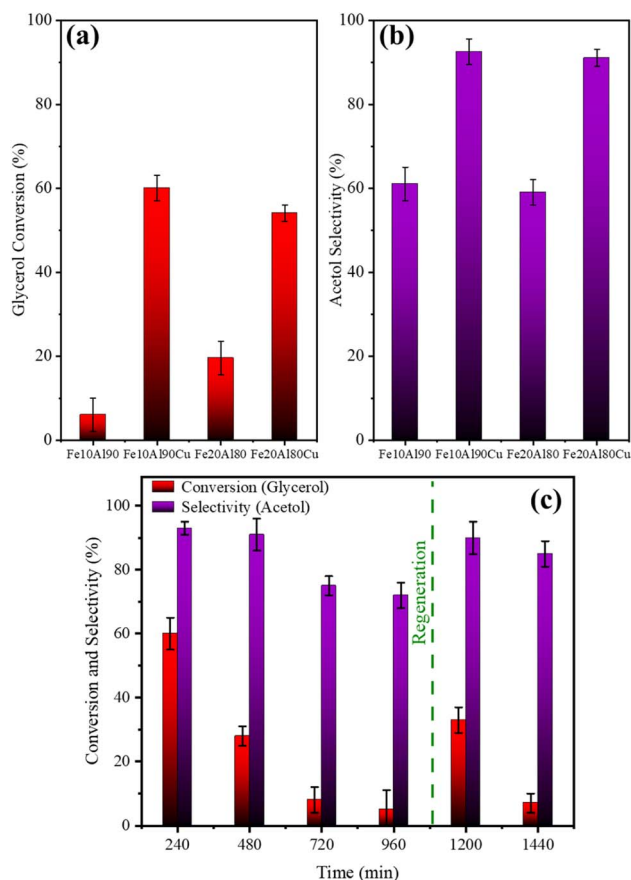 (a)
Glycerol Conversion (%)
100
80
60
40
20
0
Fe10Al90 Fe10Al90Cu Fe20Al80 Fe20Al80Cu
(b)
Acetol Selectivity (%)
100
80
60
40
20
0
Fe10Al90 Fe10Al90Cu Fe20Al80 Fe20Al80Cu
(c)
Conversion (Glycerol)
Selectivity (Acetol)
Regeneration
Conversion and Selectivity (%)
100
80
60
40
20
0
240 480 720 960 1200 1440
Time (min)